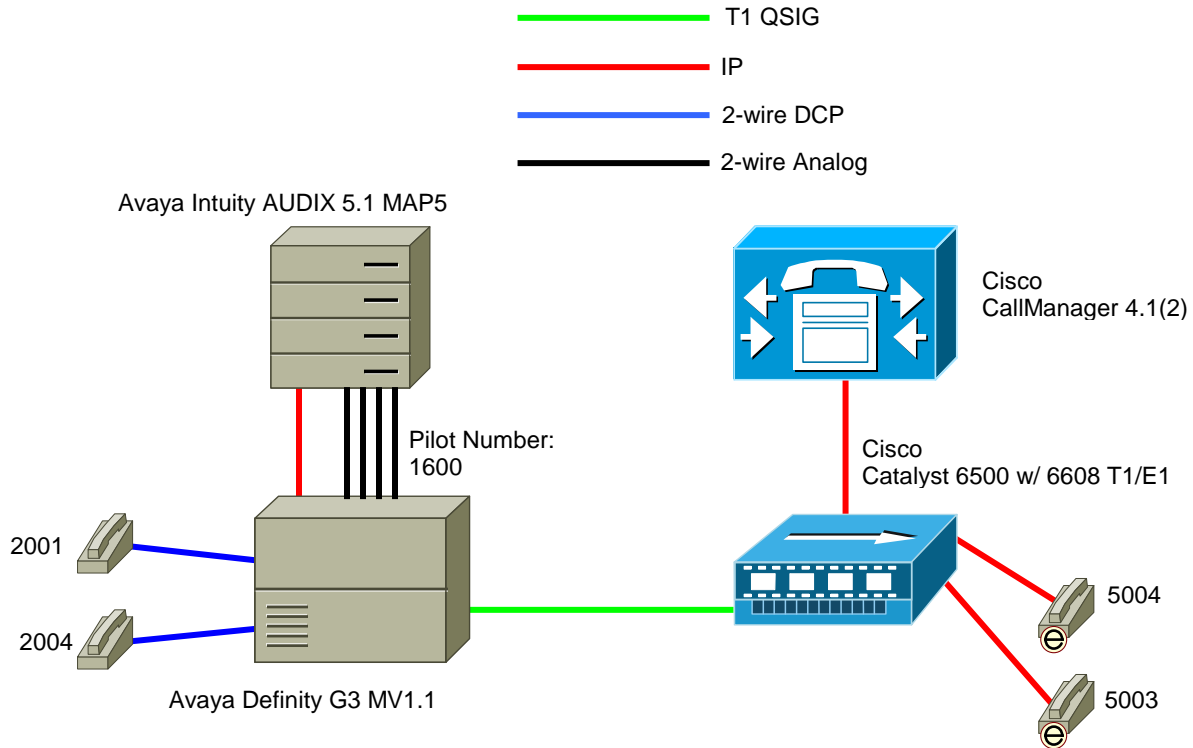 T1 QSIG
IP
2-wire DCP
2-wire Analog
Avaya Intuity AUDIX 5.1 MAP5
Cisco
CallManager 4.1(2)
Pilot Number:
1600
Cisco
Catalyst 6500 w/ 6608 T1/E1
2001
2004
5004
5003
e
e
Avaya Definity G3 MV1.1